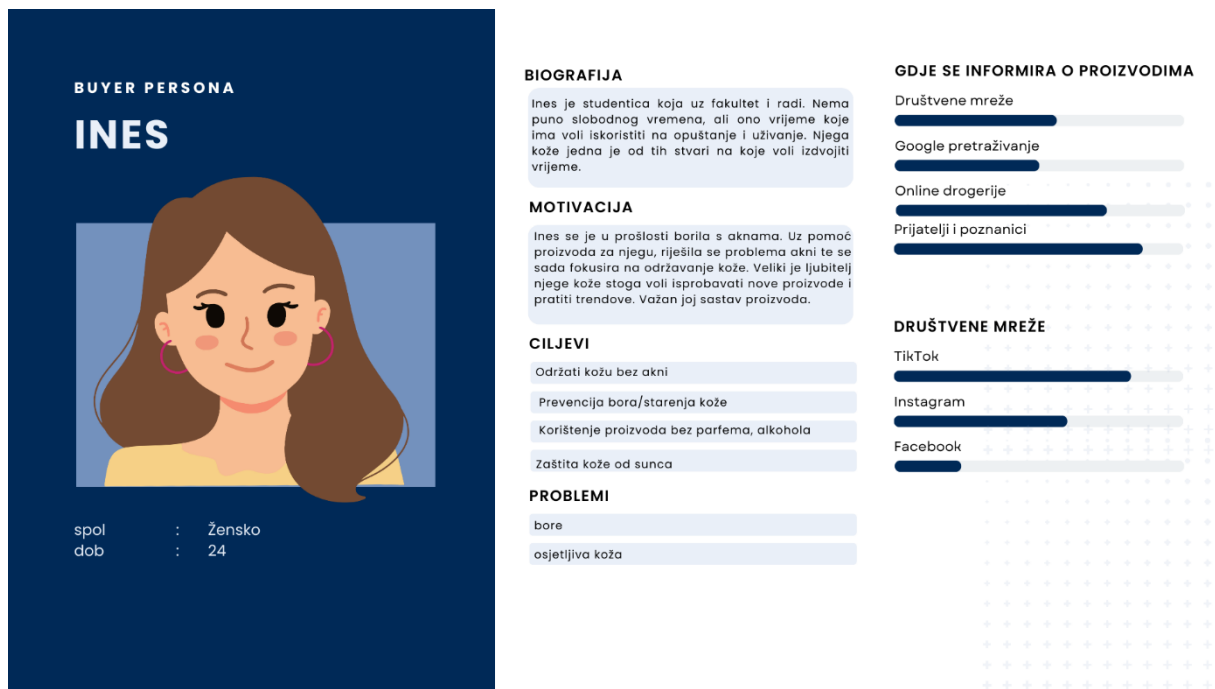 BUYER PERSONA
INES
spol : Žensko
dob : 24
BIOGRAFIJA
Ines je studentica koja uz fakultet i radi. Nema
puno slobodnog vremena, ali ono vrijeme koje
ima voli iskoristiti na opuštanje i uživanje. Njega
kože jedna je od tih stvari na koje voli izdvojiti
vrijeme.
MOTIVACIJA
Ines se je u prošlosti borila s aknama. Uz pomoć
proizvoda za njegu, riješila se problema akni te se
sada fokusira na održavanje kože. Veliki je ljubitelj
njege kože stoga voli isprobavati nove proizvode i
pratiti trendove. Važan joj sastav proizvoda.
CILJEVI
Održati kožu bez akni
Prevencija bora/starenja kože
Korištenje proizvoda bez parfema, alkohola
Zaštita kože od sunca
PROBLEMI
bore
osjetljiva koža
GDJE SE INFORMIRA O PROIZVODIMA
Društvene mreže
Google pretraživanje
Online drogerije
Prijatelji i poznanici
DRUŠTVENE MREŽE
TikTok
Instagram
Facebook